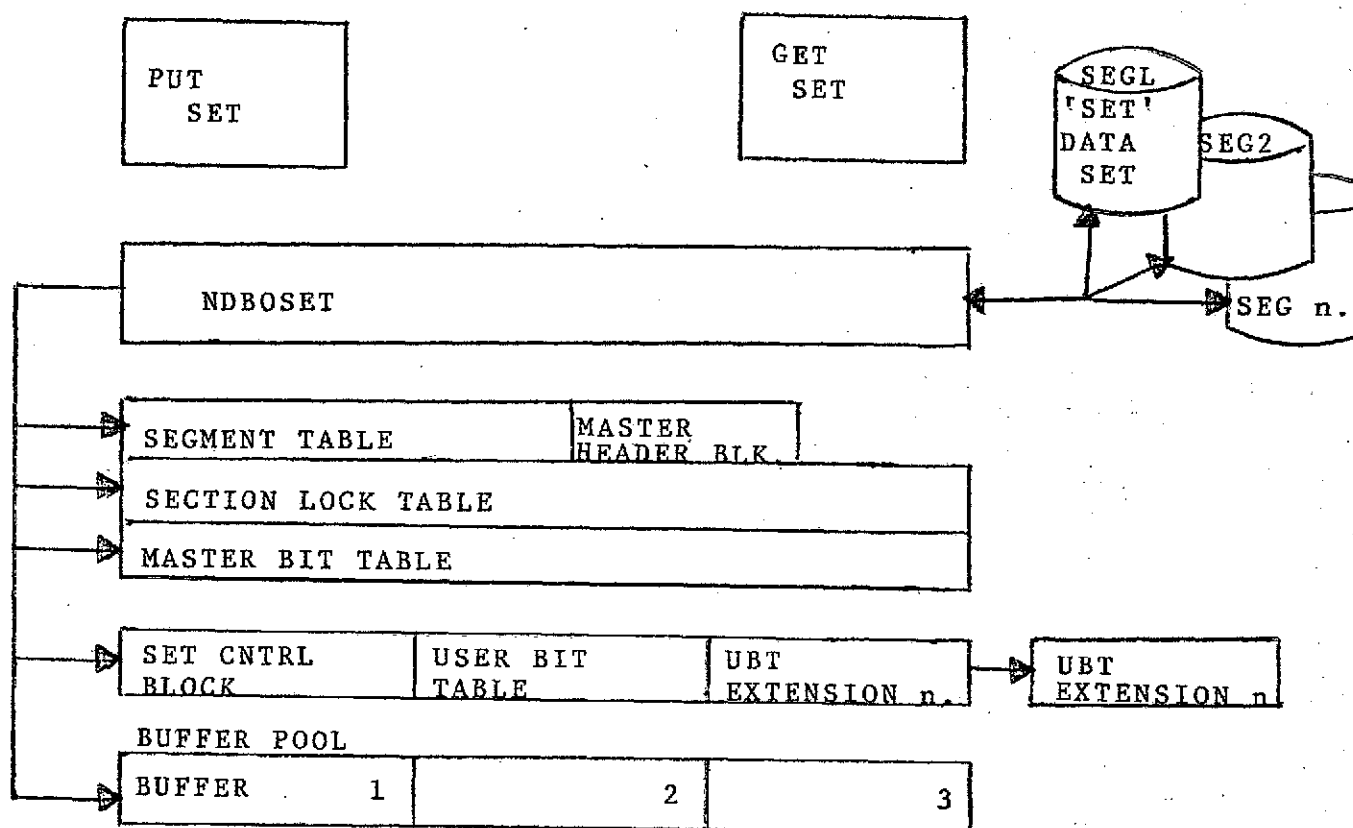 PUT
SET
GET
SET
SEGL
'SET'
DATA
SET
SEG2
SEG n.
NDBOSET
SEGMENT TABLE
MASTER
HEADER BLK.
SECTION LOCK TABLE
MASTER BIT TABLE
SET CNTRL
BLOCK
USER BIT
TABLE
UBT
EXTENSION n.
UBT
EXTENSION n
BUFFER POOL
BUFFER 1
2
3